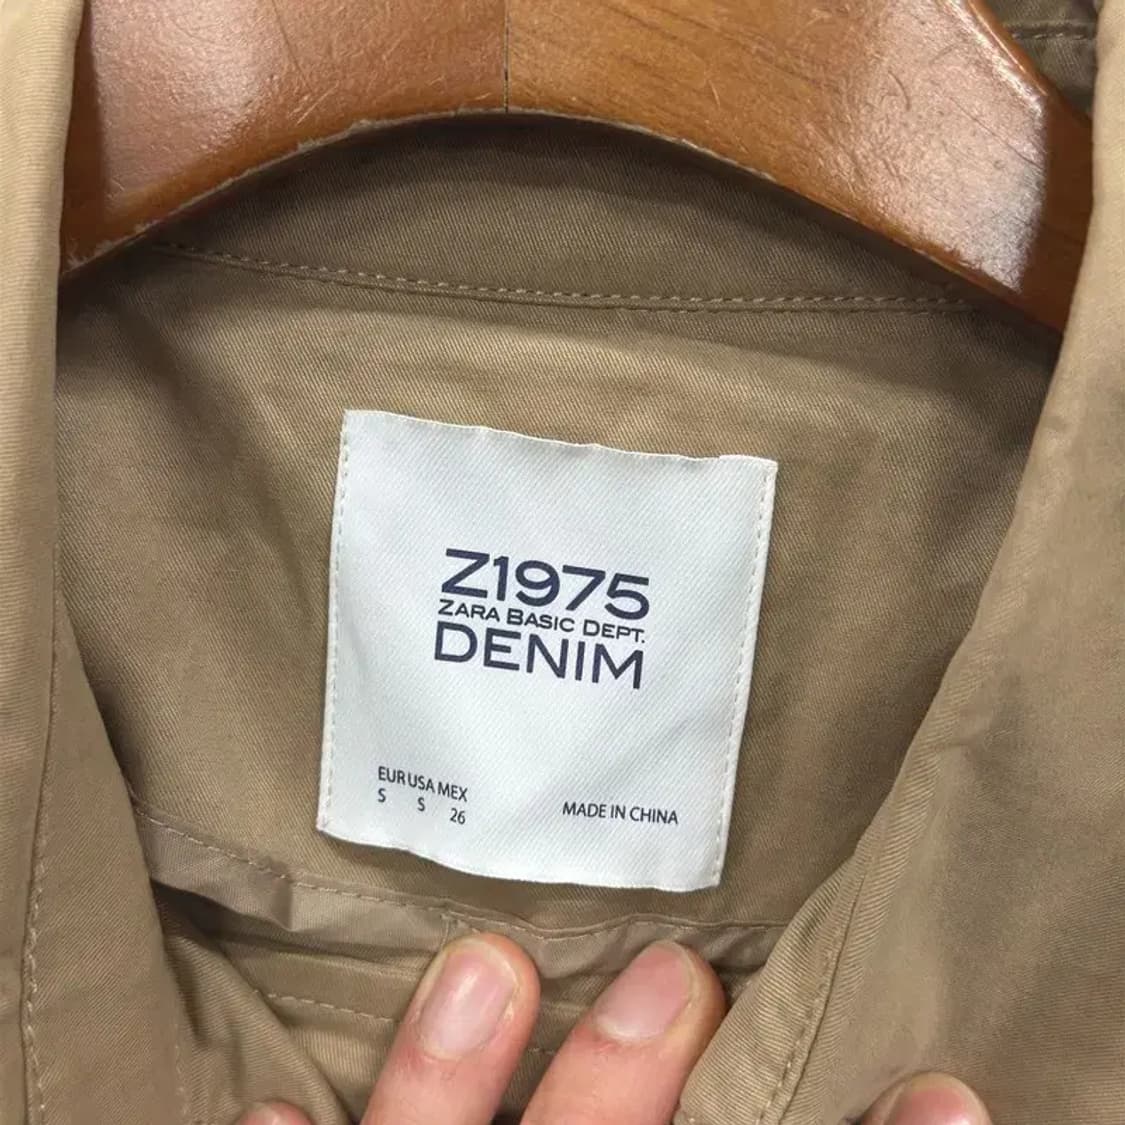 Z1975
ZARA BASIC DEPT.
DENIM
EUR USA MEX
S S 26
MADE IN CHINA